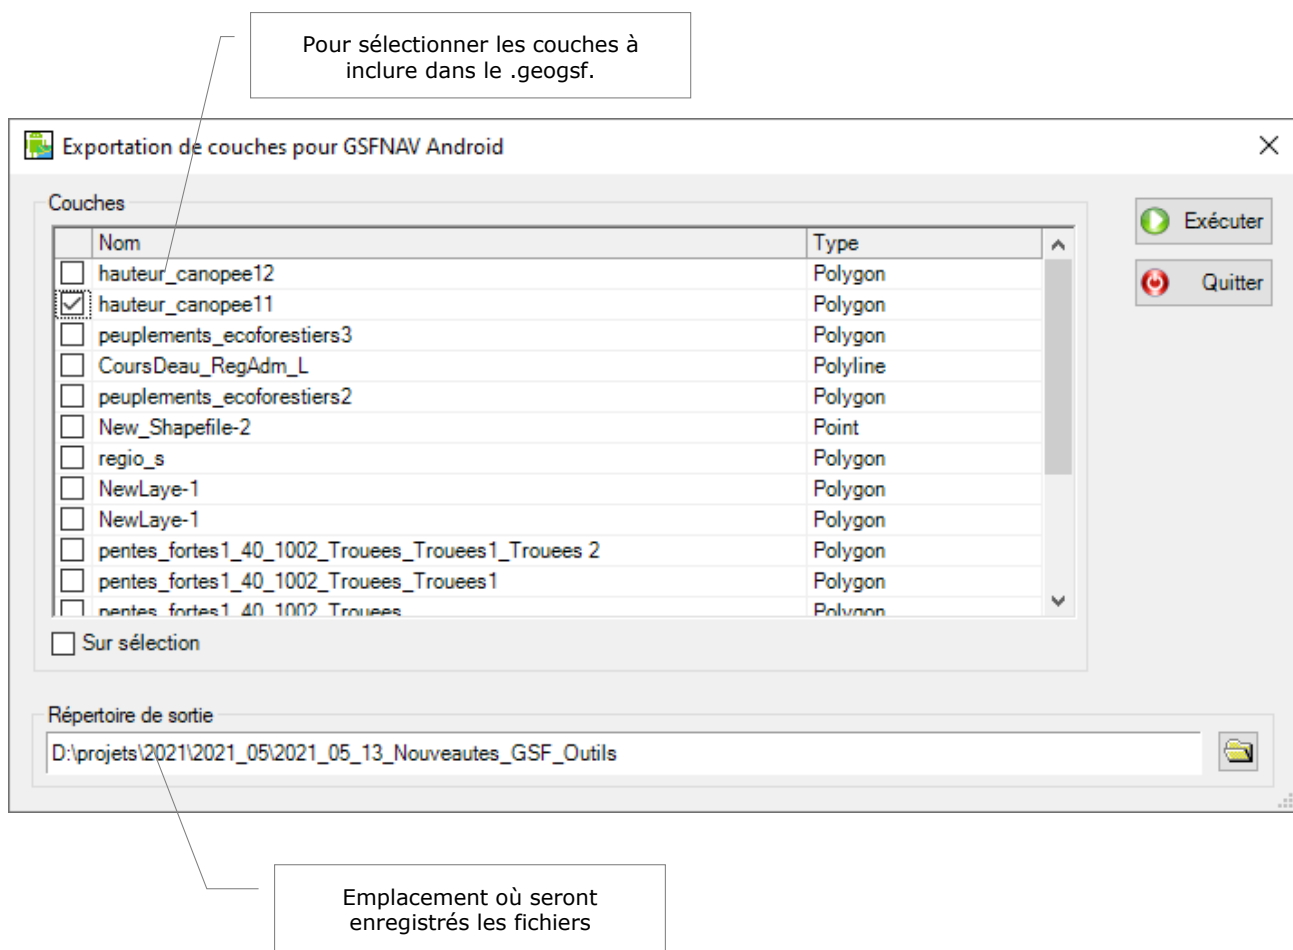 Pour sélectionner les couches à
inclure dans le .geogsf.
Exportation de couches pour GSFNAV Android
Couches
Nom Type
hauteur_canopee12 Polygon
hauteur_canopee11 Polygon
peuplements_ecoforestiers3 Polygon
CoursDeau_RegAdm_L Polyline
peuplements_ecoforestiers2 Polygon
New_Shapefile-2 Point
regio_s Polygon
NewLaye-1 Polygon
NewLaye-1 Polygon
pentes_fortes1_40_1002_Trouees_Trouees1_Trouees 2 Polygon
pentes_fortes1_40_1002_Trouees_Trouees1 Polygon
pentes_fortes1_40_1002_Trouees Polygon
Sur sélection
Exécuter
Quitter
Répertoire de sortie
D:\projets\2021\2021_05\2021_05_13_Nouveautes_GSF_Outils
Emplacement où seront
enregistrés les fichiers